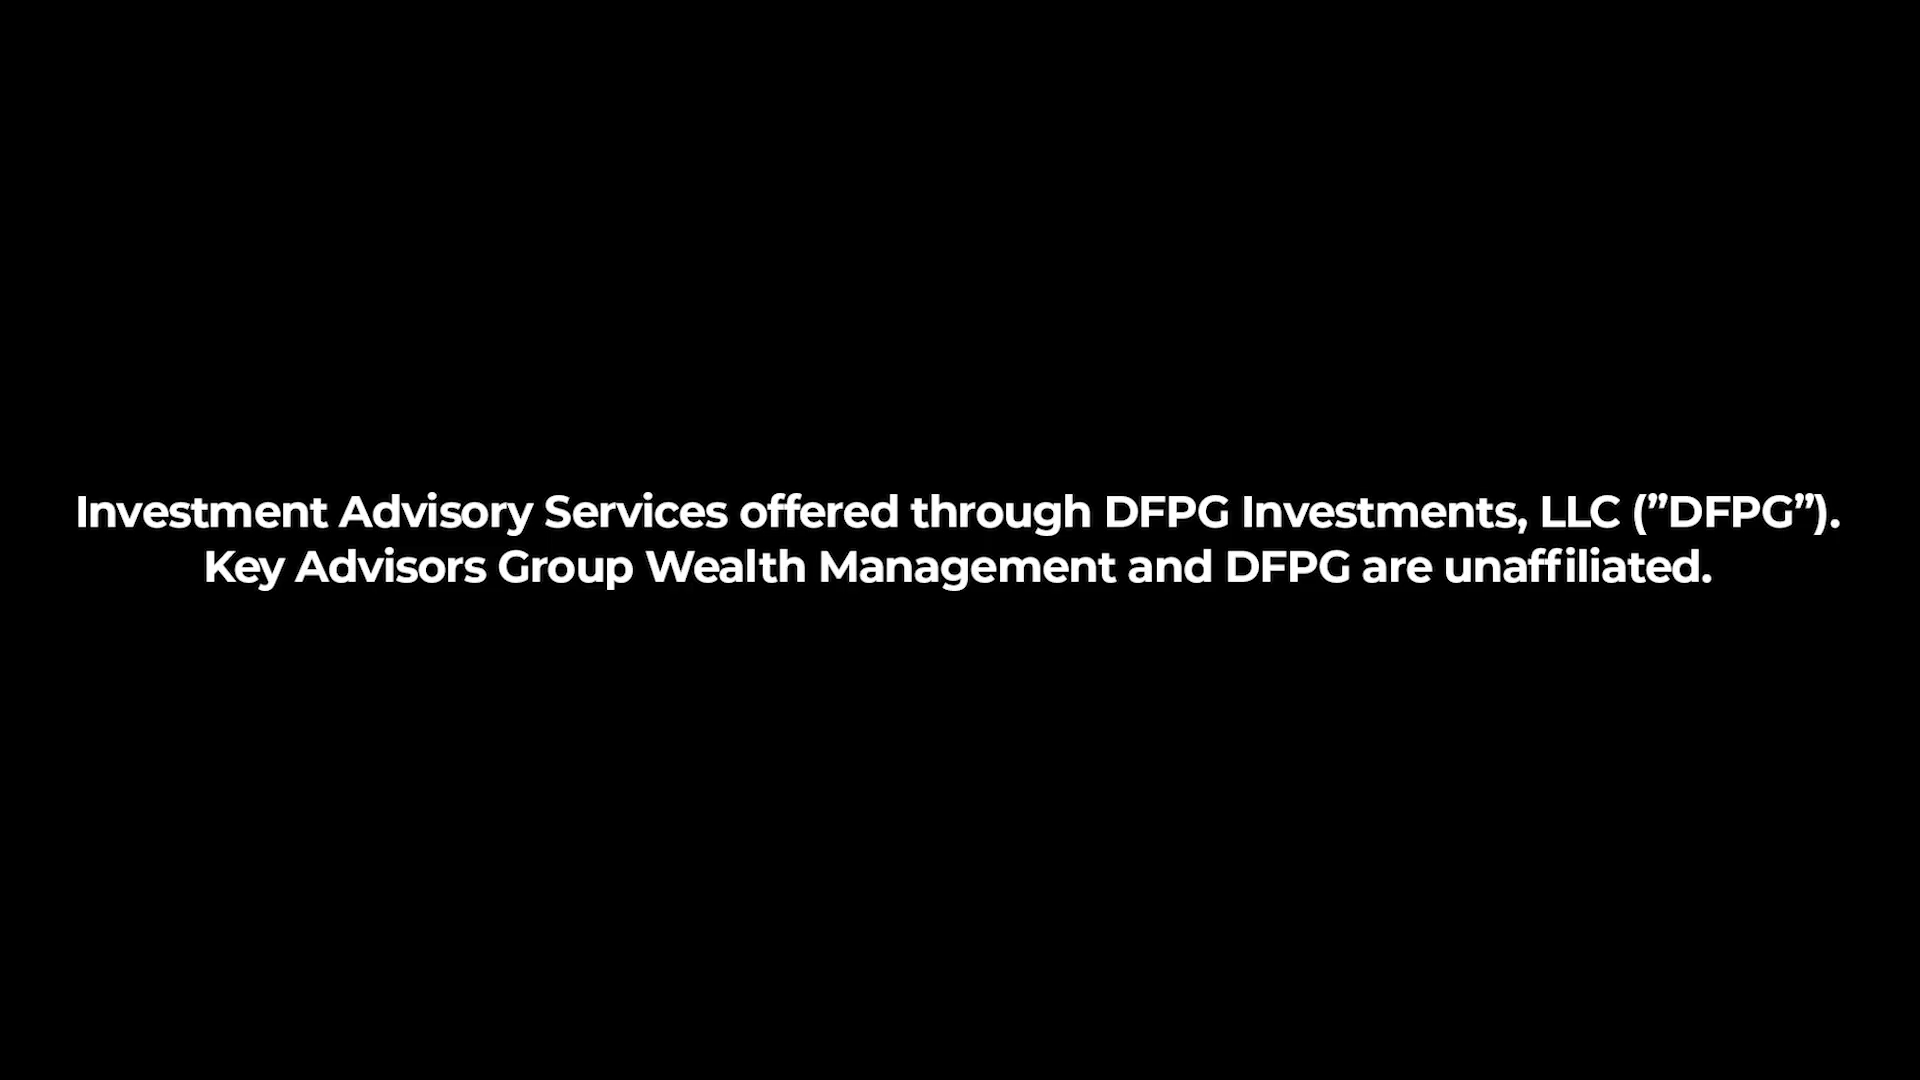 Investment Advisory Services offered through DFPG Investments, LLC (”DFPG”).
Key Advisors Group Wealth Management and DFPG are unaffiliated.